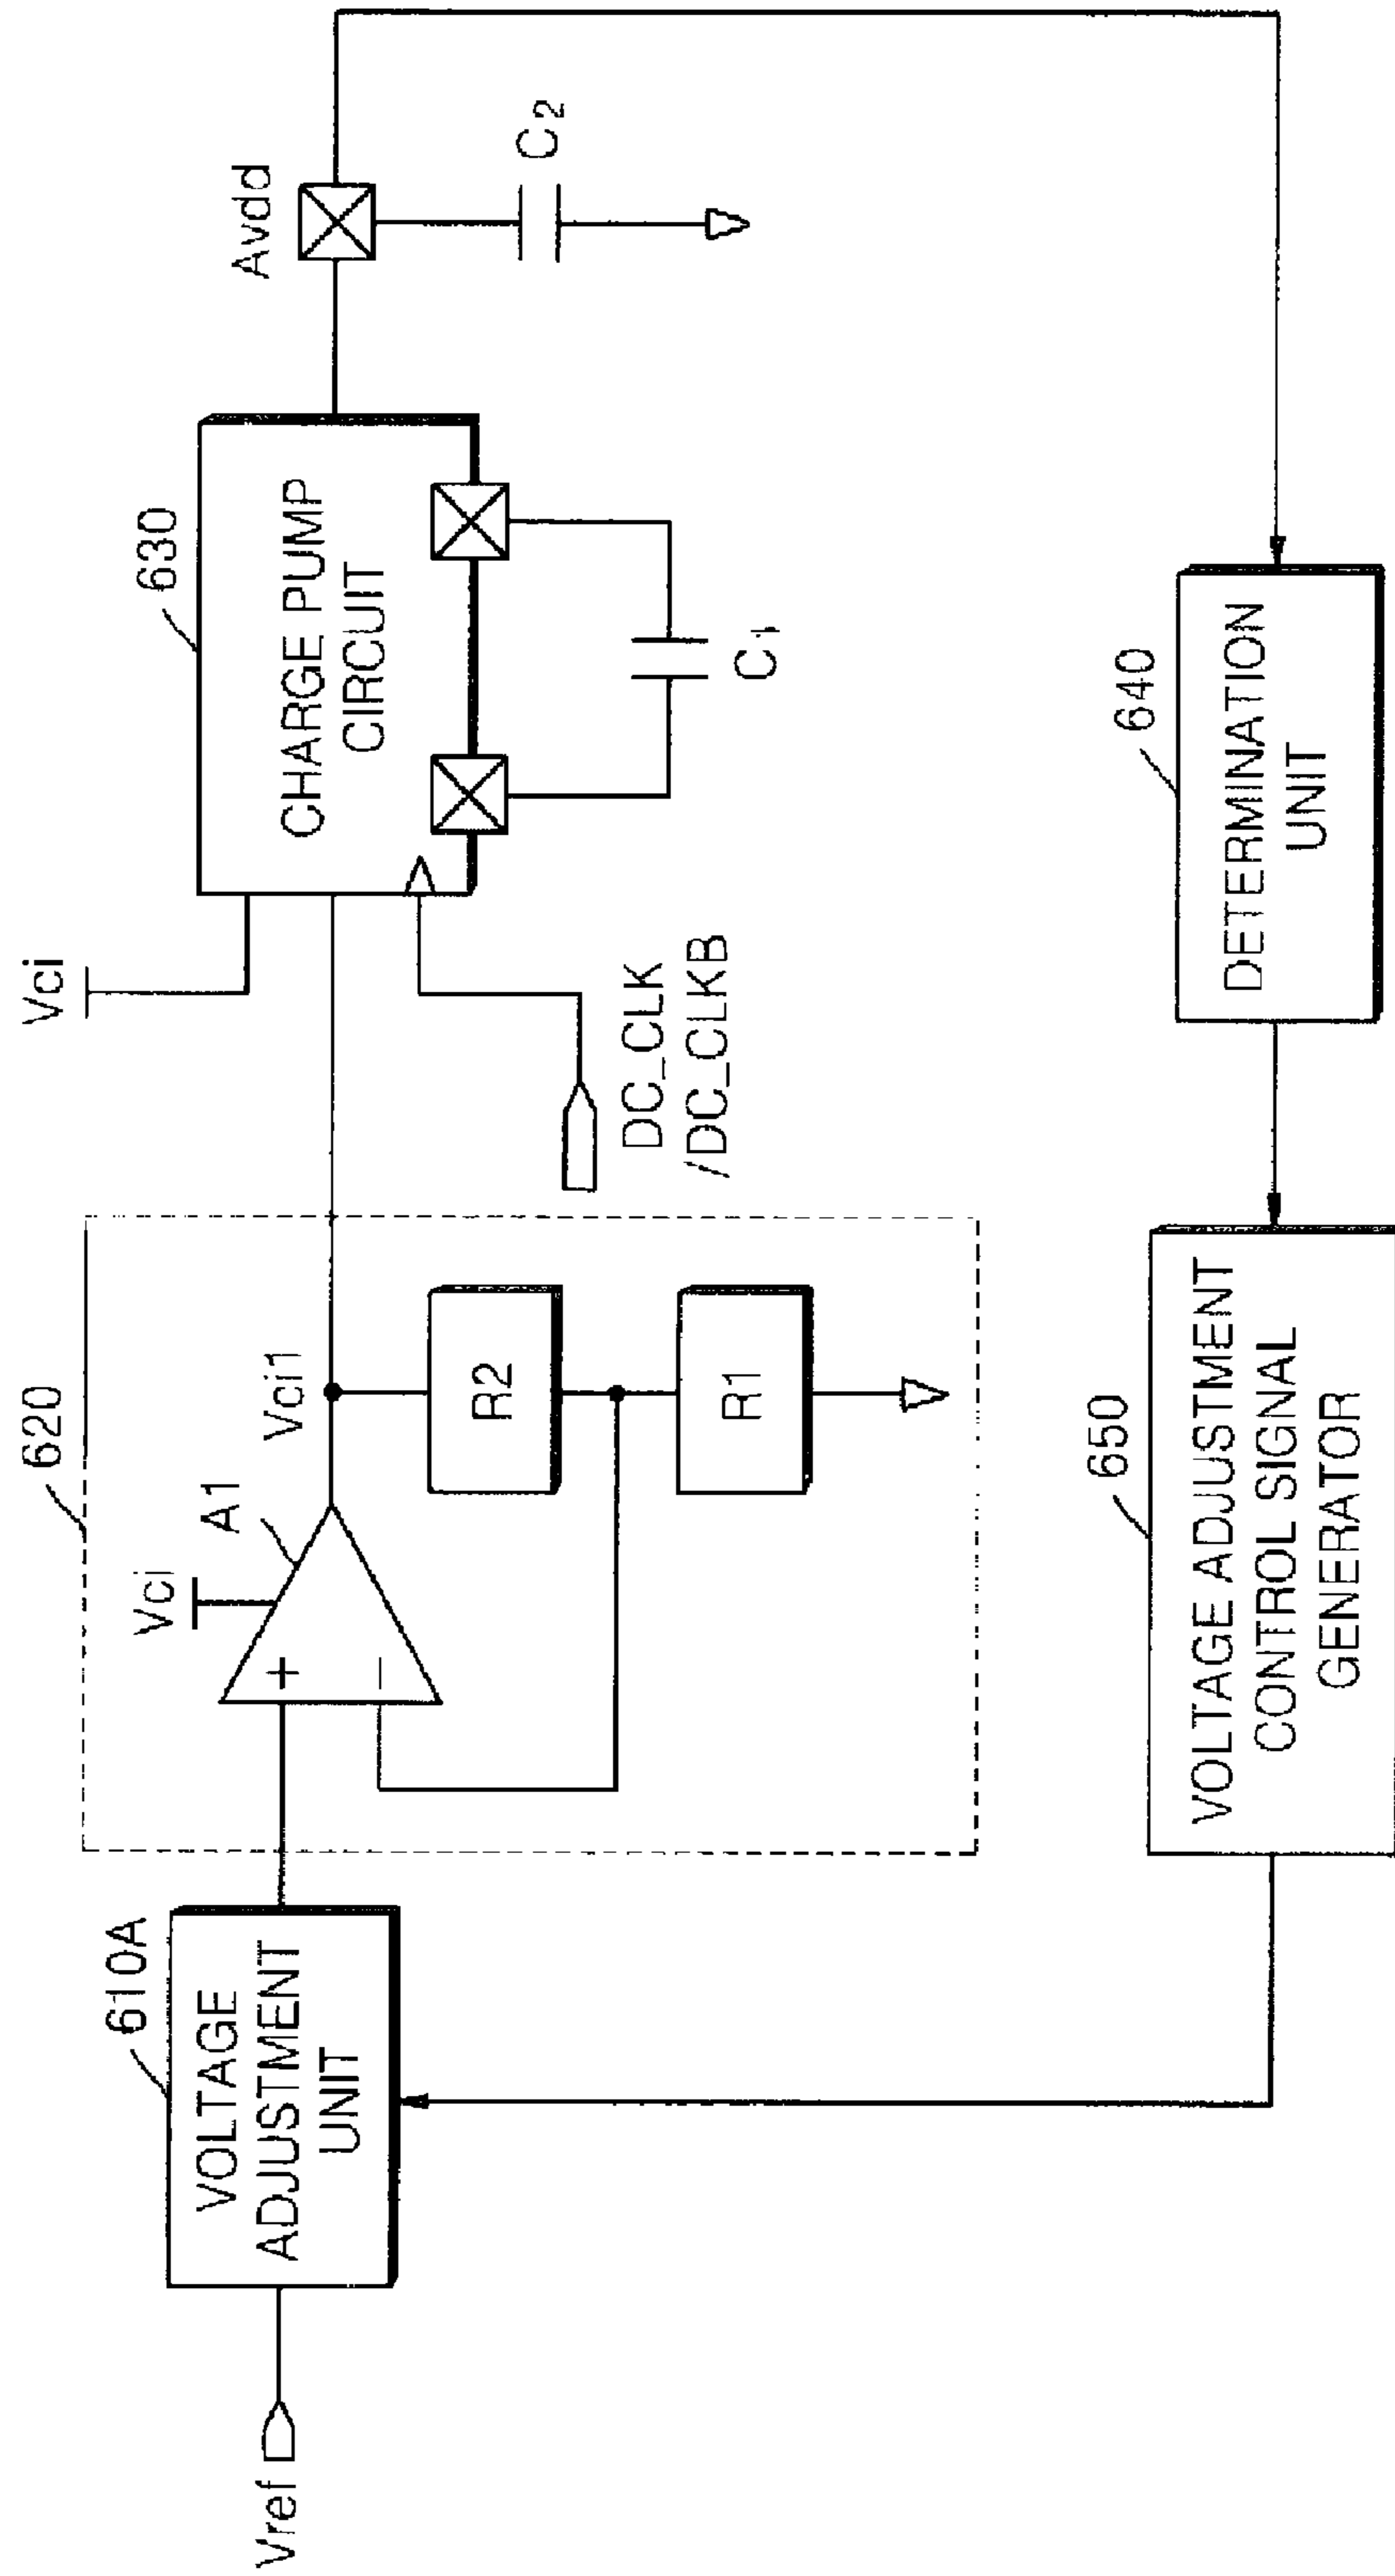 Vref
610A
VOLTAGE
ADJUSTMENT
UNIT
620
Vci
A1
+
−
Vci1
R2
R1
Vci
DC_CLK
/DC_CLKB
630
CHARGE PUMP
CIRCUIT
C1
Avdd
C2
640
DETERMINATION
UNIT
650
VOLTAGE ADJUSTMENT
CONTROL SIGNAL
GENERATOR